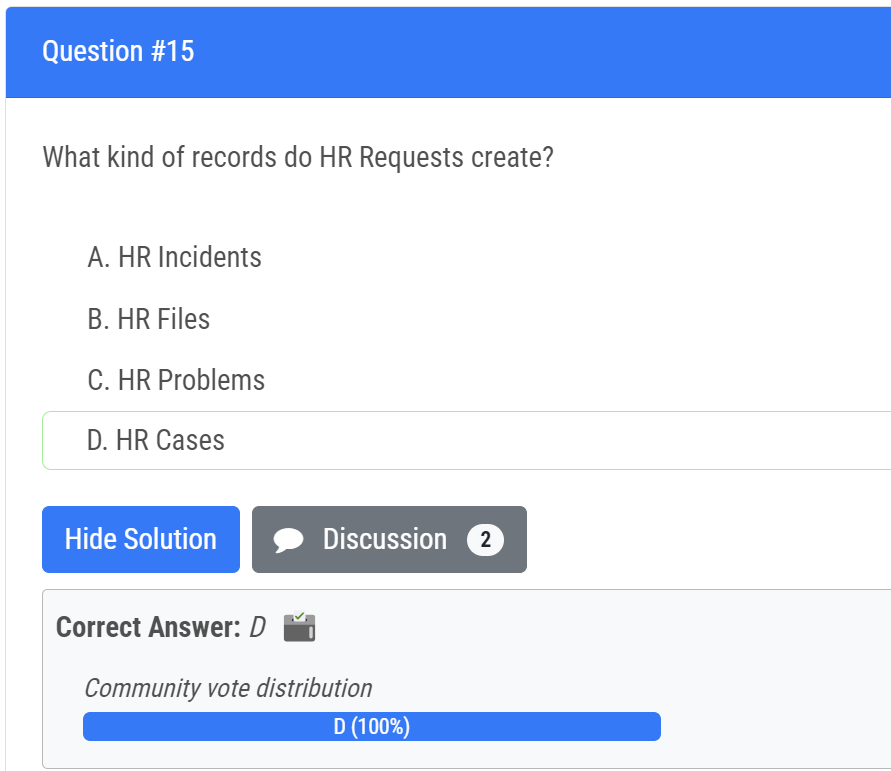 Question #15
What kind of records do HR Requests create?
A. HR Incidents
B. HR Files
C. HR Problems
D. HR Cases
Hide Solution Discussion 2
Correct Answer: D
Community vote distribution
D (100%)